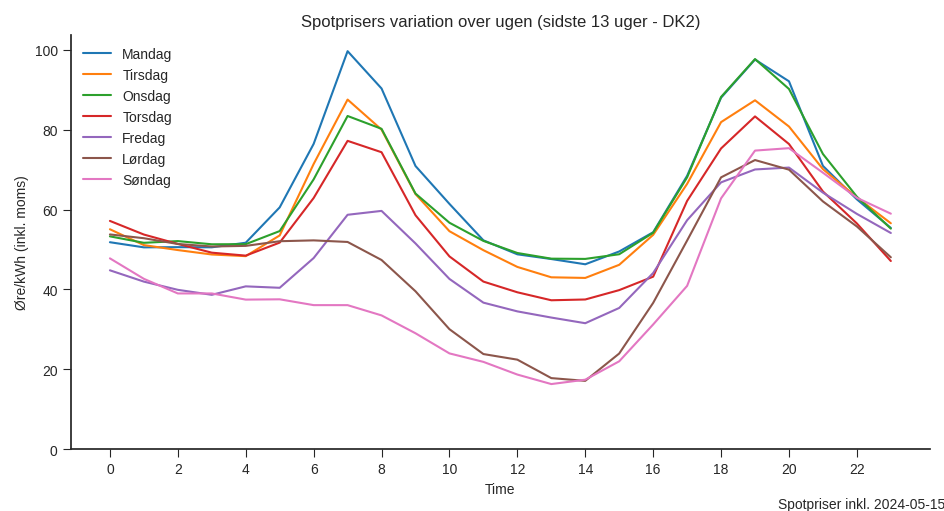 Spotprisers variation over ugen (sidste 13 uger - DK2)
Øre/kWh (inkl. moms)
100
80
60
40
20
0
Mandag
Tirsdag
Onsdag
Torsdag
Fredag
Lørdag
Søndag
0 2 4 6 8 10 12 14 16 18 20 22
Time
Spotpriser inkl. 2024-05-15